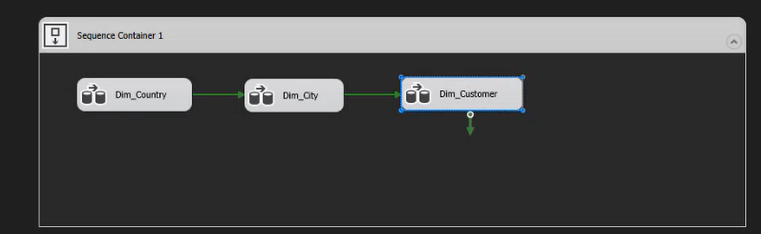 Sequence Container 1
Dim_Country
Dim_City
Dim_Customer